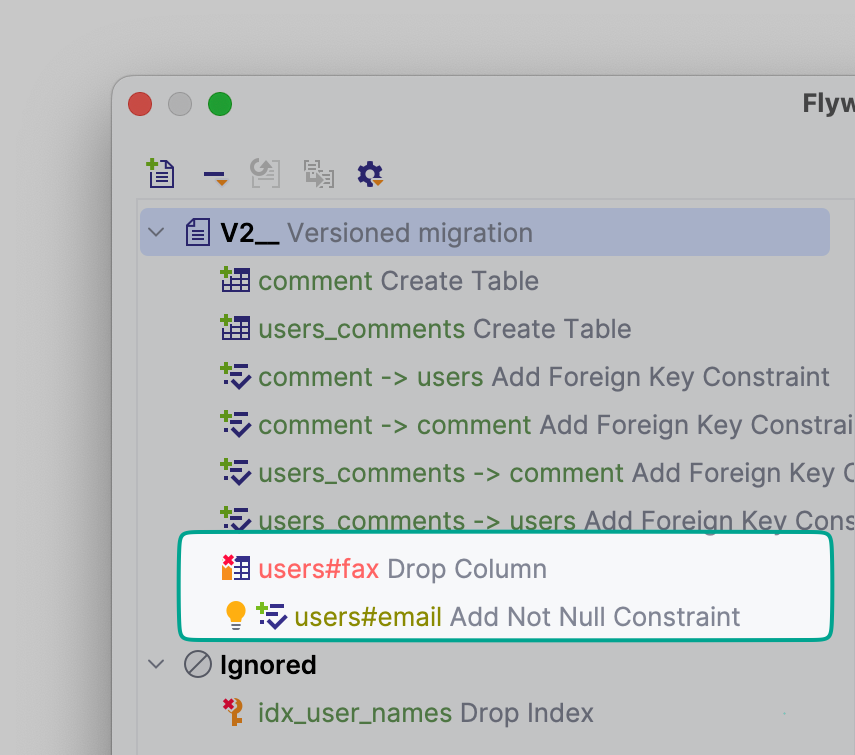 Flyw
V2__ Versioned migration
comment Create Table
users_comments Create Table
comment -> users Add Foreign Key Constraint
comment -> comment Add Foreign Key Constrai
users_comments -> comment Add Foreign Key C
users_comments -> users Add Foreign Key Cons
users#fax Drop Column
users#email Add Not Null Constraint
Ignored
idx_user_names Drop Index